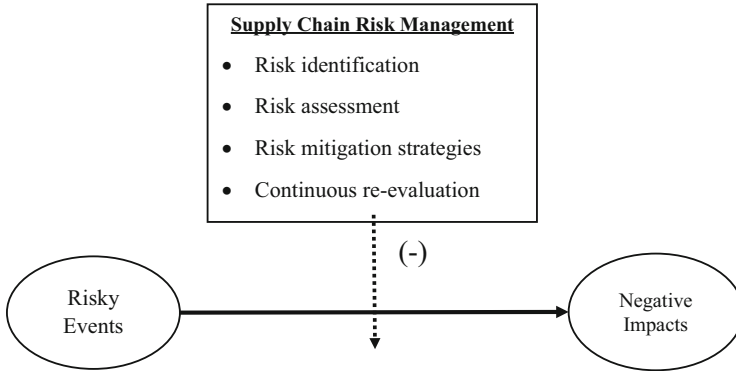 Supply Chain Risk Management
• Risk identification
• Risk assessment
• Risk mitigation strategies
• Continuous re-evaluation
(-)
Risky
Events
Negative
Impacts